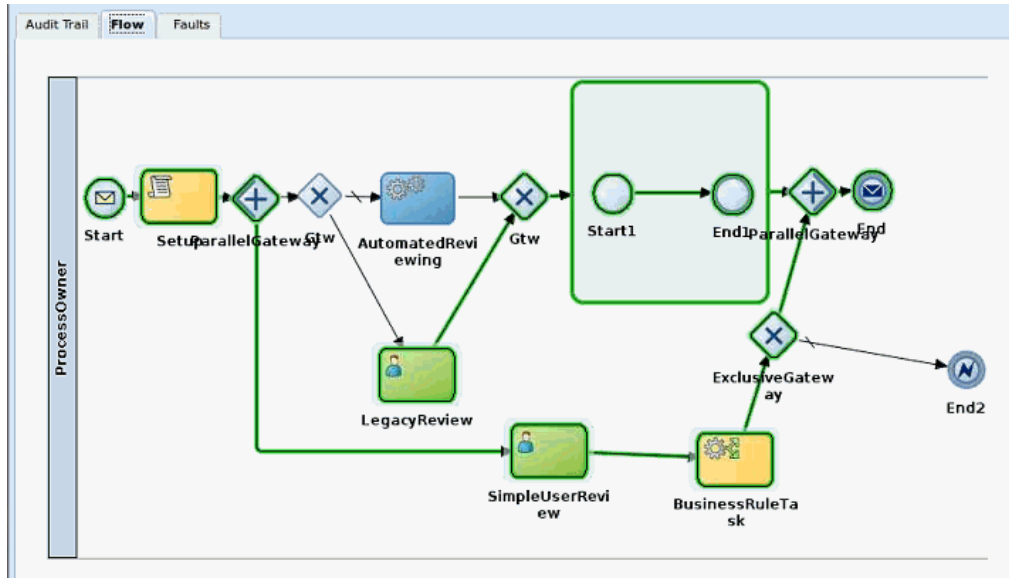 Audit Trail
Flow
Faults
ProcessOwner
Start
Setup
ParallelGateway
Gtw
AutomatedRevi
ewing
Gtw
Start1
End1
ParallelGateway
End
LegacyReview
ExclusiveGatew
ay
End2
SimpleUserRevi
ew
BusinessRuleTa
sk